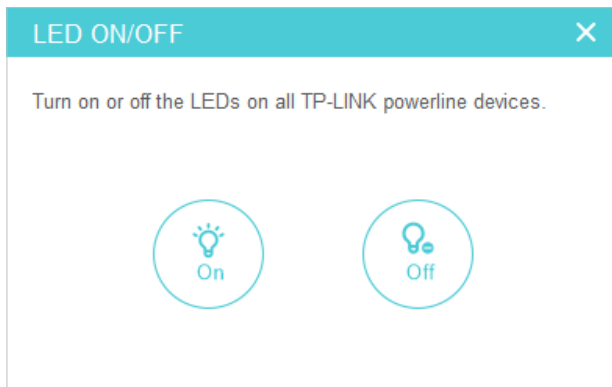 LED ON/OFF
Turn on or off the LEDs on all TP-LINK powerline devices.
On
Off